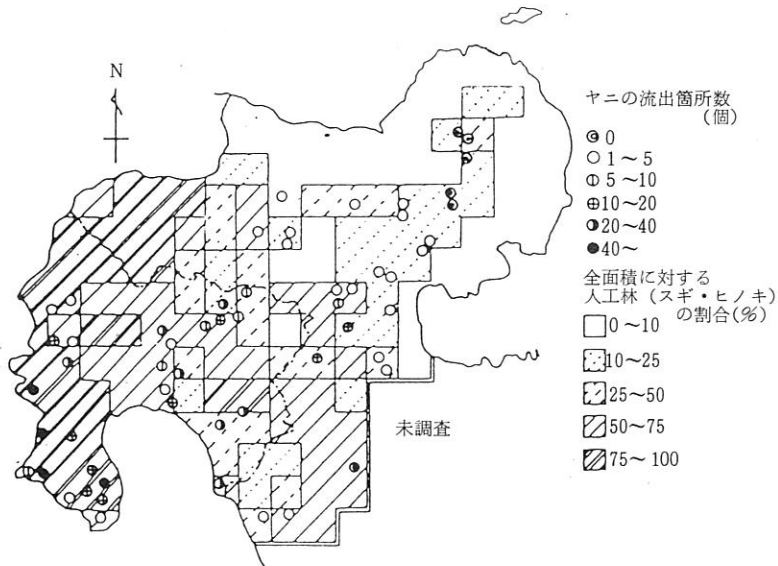 N
ヤニの流出箇所数
(個)
0
1～5
5～10
10～20
20～40
40～
全面積に対する
人工林(スギ・ヒノキ)
の割合(%)
0～10
10～25
25～50
50～75
75～100
未調査